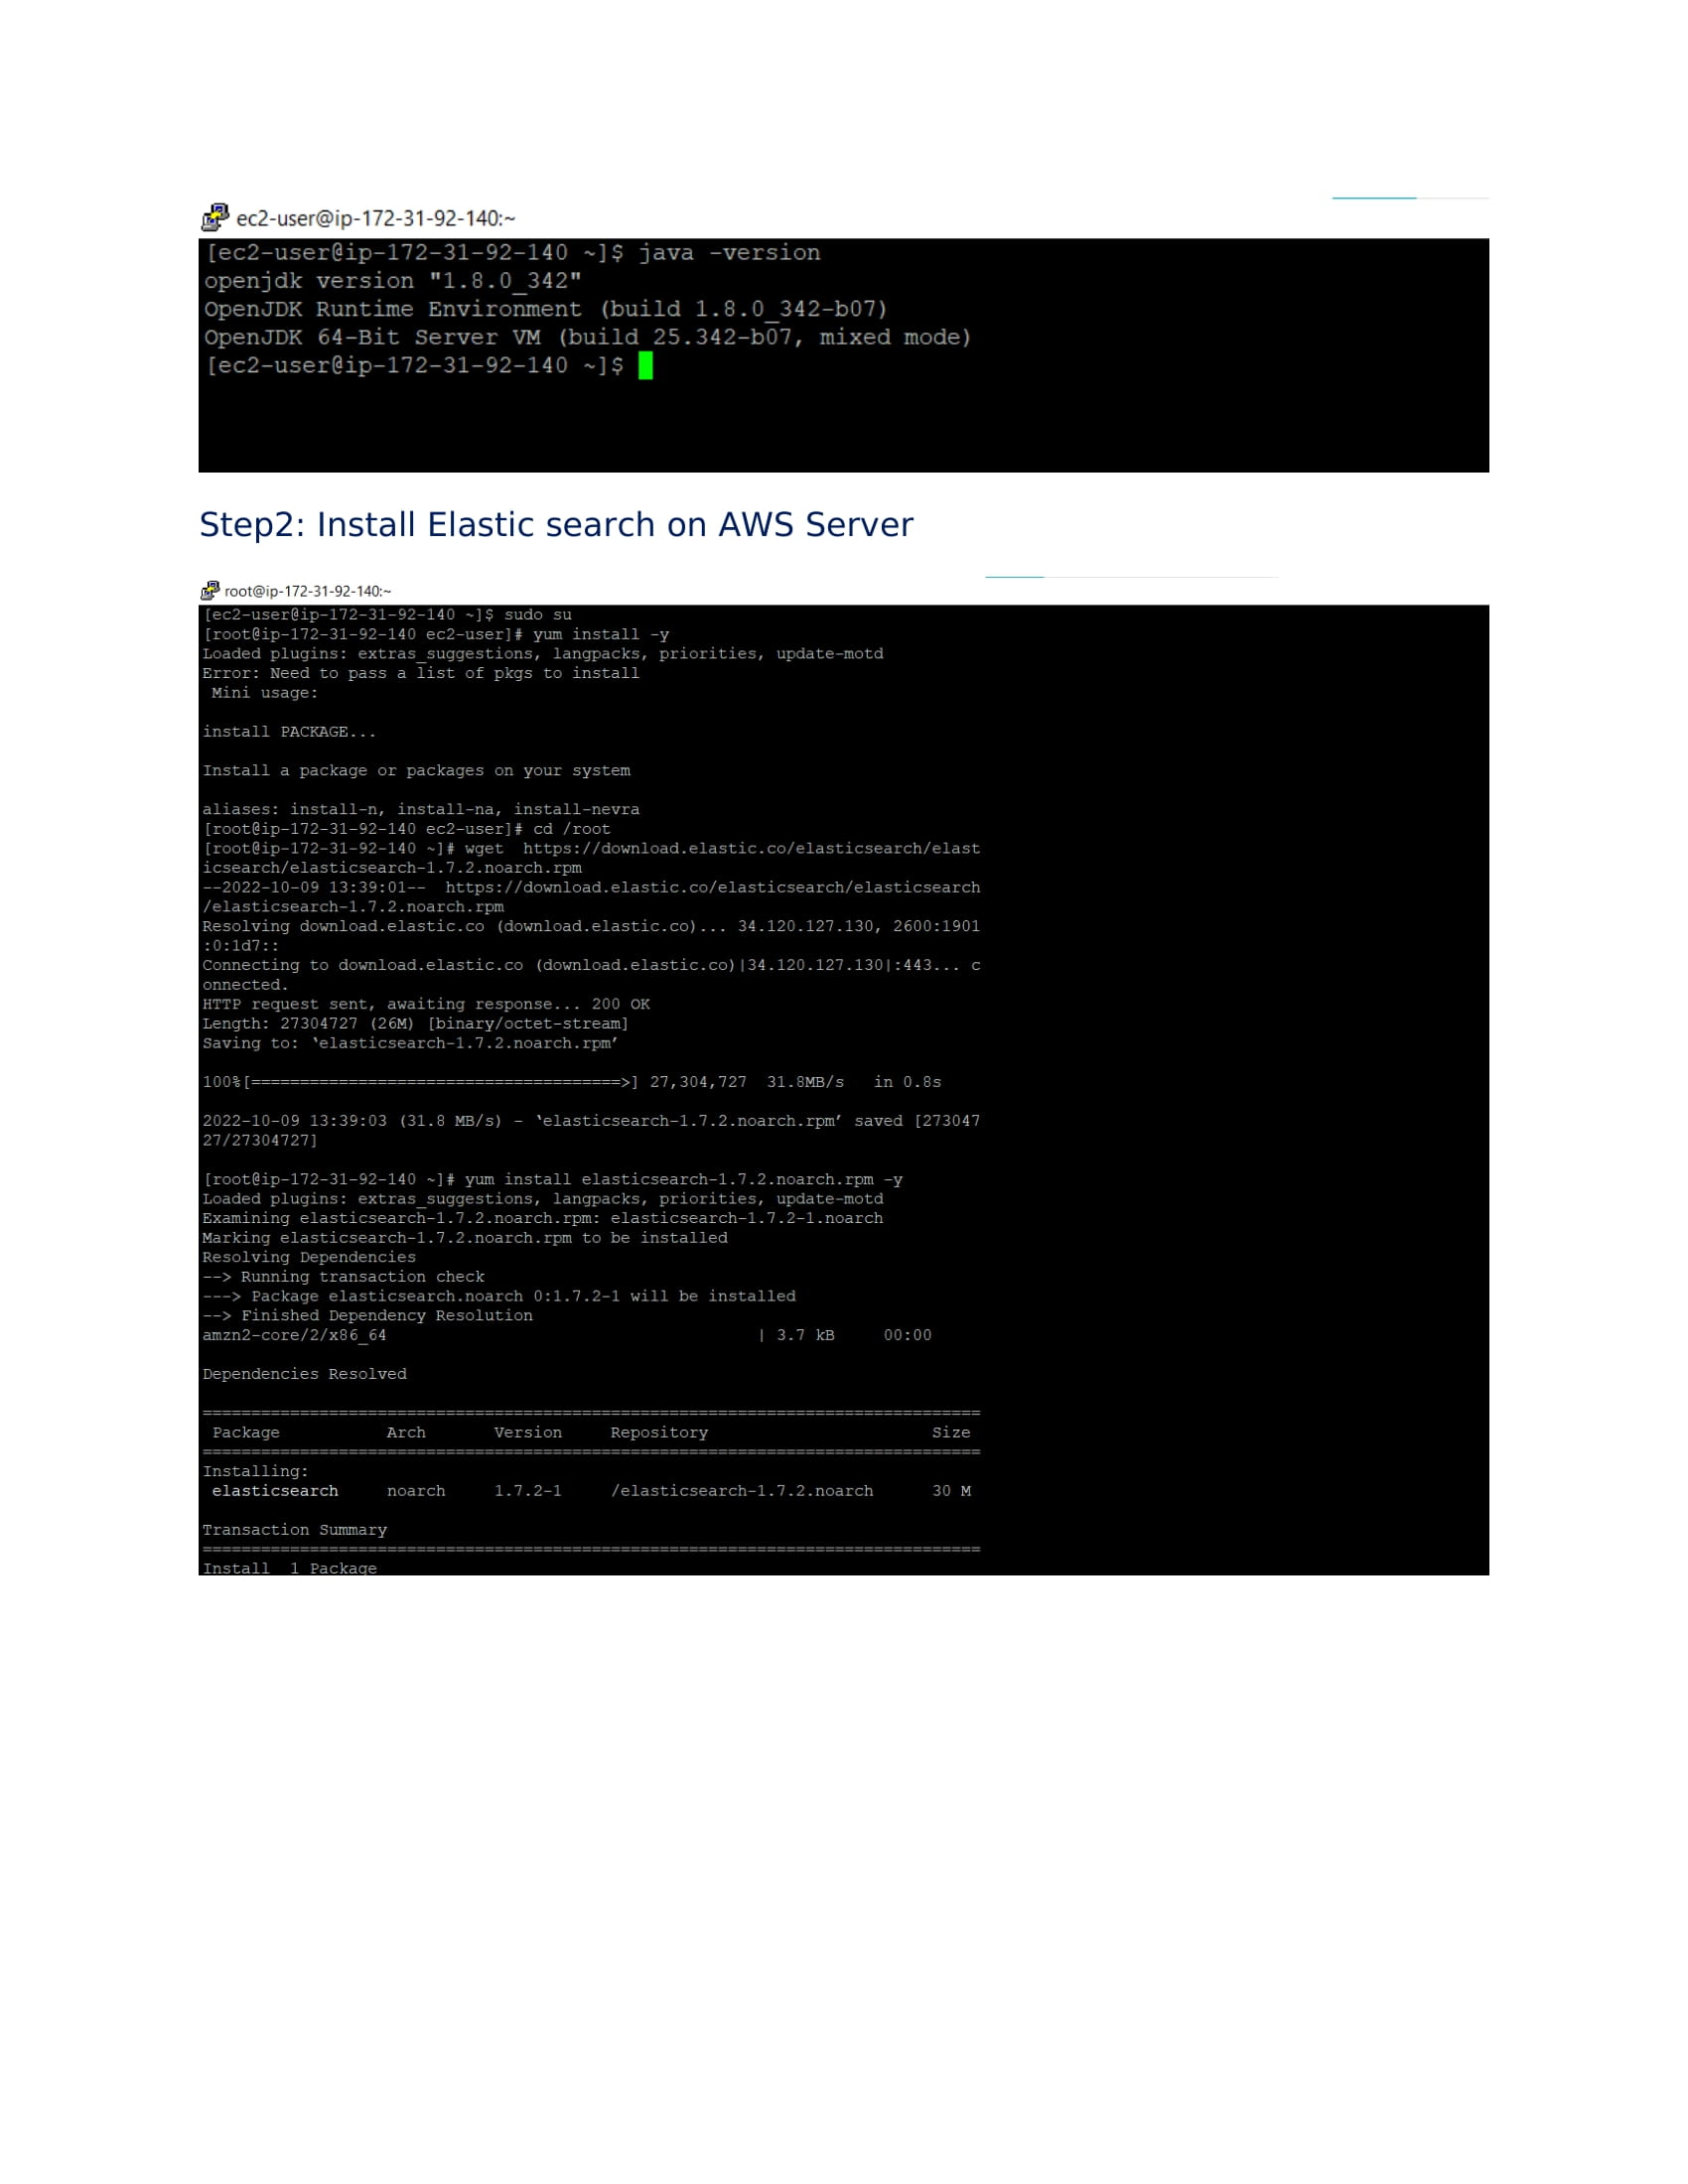 ec2-user@ip-172-31-92-140:~
[ec2-user@ip-172-31-92-140 ~]$ java -version
openjdk version "1.8.0_342"
OpenJDK Runtime Environment (build 1.8.0_342-b07)
OpenJDK 64-Bit Server VM (build 25.342-b07, mixed mode)
[ec2-user@ip-172-31-92-140 ~]$
Step2: Install Elastic search on AWS Server
root@ip-172-31-92-140:~
[ec2-user@ip-172-31-92-140 ~]$ sudo su
[root@ip-172-31-92-140 ec2-user]# yum install -y
Loaded plugins: extras_suggestions, langpacks, priorities, update-motd
Error: Need to pass a list of pkgs to install
 Mini usage:
install PACKAGE...
Install a package or packages on your system
aliases: install-n, install-na, install-nevra
[root@ip-172-31-92-140 ec2-user]# cd /root
[root@ip-172-31-92-140 ~]# wget  https://download.elastic.co/elasticsearch/elast
icsearch/elasticsearch-1.7.2.noarch.rpm
--2022-10-09 13:39:01--  https://download.elastic.co/elasticsearch/elasticsearch
/elasticsearch-1.7.2.noarch.rpm
Resolving download.elastic.co (download.elastic.co)... 34.120.127.130, 2600:1901
:0:1d7::
Connecting to download.elastic.co (download.elastic.co)|34.120.127.130|:443... c
onnected.
HTTP request sent, awaiting response... 200 OK
Length: 27304727 (26M) [binary/octet-stream]
Saving to: ‘elasticsearch-1.7.2.noarch.rpm’
100%[======================================>] 27,304,727  31.8MB/s   in 0.8s
2022-10-09 13:39:03 (31.8 MB/s) - ‘elasticsearch-1.7.2.noarch.rpm’ saved [273047
27/27304727]
[root@ip-172-31-92-140 ~]# yum install elasticsearch-1.7.2.noarch.rpm -y
Loaded plugins: extras_suggestions, langpacks, priorities, update-motd
Examining elasticsearch-1.7.2.noarch.rpm: elasticsearch-1.7.2-1.noarch
Marking elasticsearch-1.7.2.noarch.rpm to be installed
Resolving Dependencies
--> Running transaction check
---> Package elasticsearch.noarch 0:1.7.2-1 will be installed
--> Finished Dependency Resolution
amzn2-core/2/x86_64                                      | 3.7 kB     00:00
Dependencies Resolved
================================================================================
 Package           Arch       Version     Repository                       Size
================================================================================
Installing:
 elasticsearch     noarch     1.7.2-1     /elasticsearch-1.7.2.noarch      30 M
Transaction Summary
================================================================================
Install  1 Package